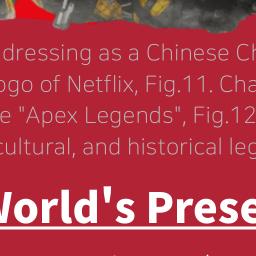 dressing as a Chinese Ch
ogo of Netflix, Fig.11. Cha
e "Apex Legends", Fig.12
cultural, and historical leg
World's Prese